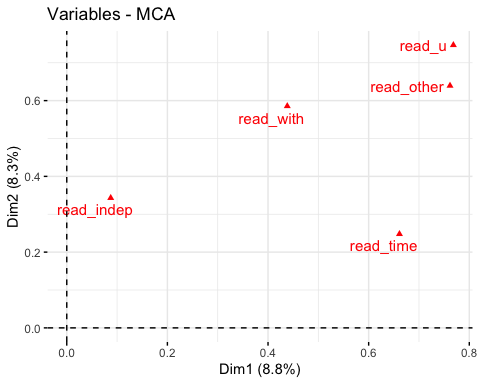 Variables - MCA
read_u
read_other
read_with
read_indep
read_time
0.6
0.4
0.2
0.0
Dim2 (8.3%)
0.0 0.2 0.4 0.6 0.8
Dim1 (8.8%)